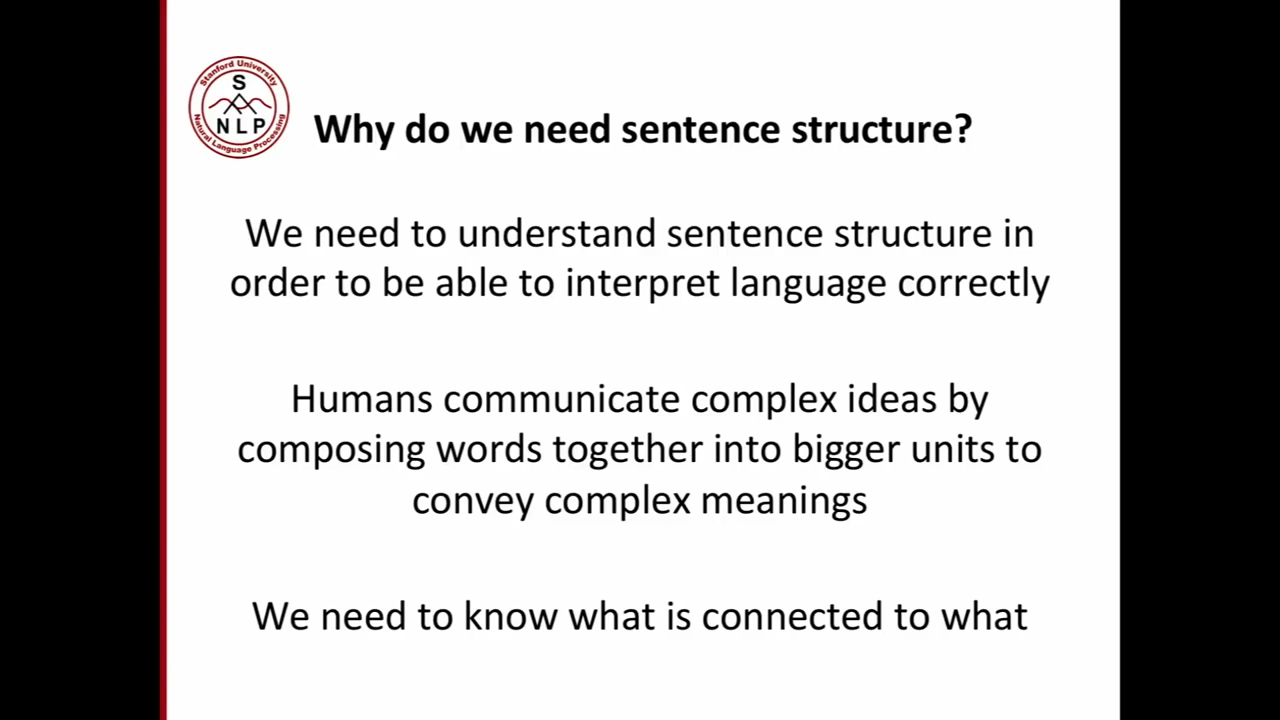 Stanford University
S
NLP
Natural Language Processing
Why do we need sentence structure?
We need to understand sentence structure in
order to be able to interpret language correctly
Humans communicate complex ideas by
composing words together into bigger units to
convey complex meanings
We need to know what is connected to what